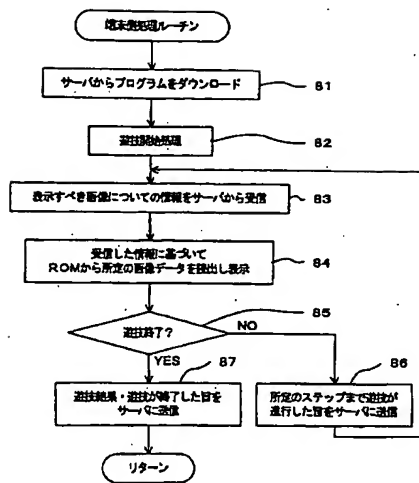 端末側処理ルーチン
サーバからプログラムをダウンロード
81
遊技開始処理
82
表示すべき画像についての情報をサーバから受信
83
受信した情報に基づいて
ROMから所定の画像データを読出し表示
84
遊技終了?
85
NO
YES
87
遊技結果・遊技が終了した旨を
サーバに送信
86
所定のステップまで遊技が
進行した旨をサーバに送信
リターン